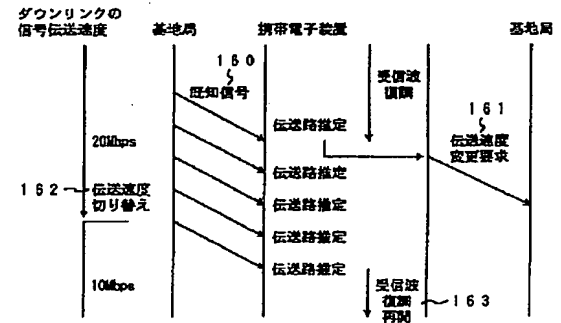 ダウンリンクの
信号伝送速度
基地局
携帯電子装置
基地局
160
既知信号
受信波
復調
161
伝送路推定
伝送速度
変更要求
20Mbps
伝送路推定
162
伝送速度
切り替え
伝送路推定
伝送路推定
伝送路推定
10Mbps
受信波
復調
再開
163